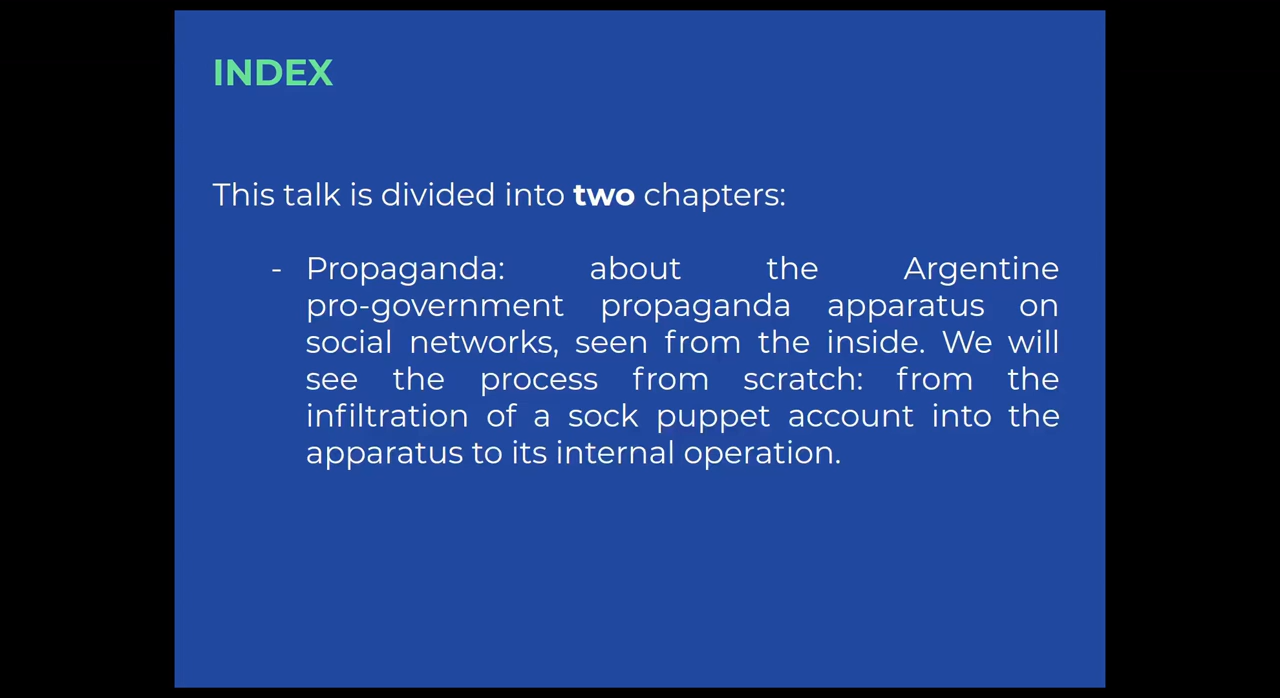 INDEX
This talk is divided into two chapters:
- Propaganda: about the Argentine
pro-government propaganda apparatus on
social networks, seen from the inside. We will
see the process from scratch: from the
infiltration of a sock puppet account into the
apparatus to its internal operation.